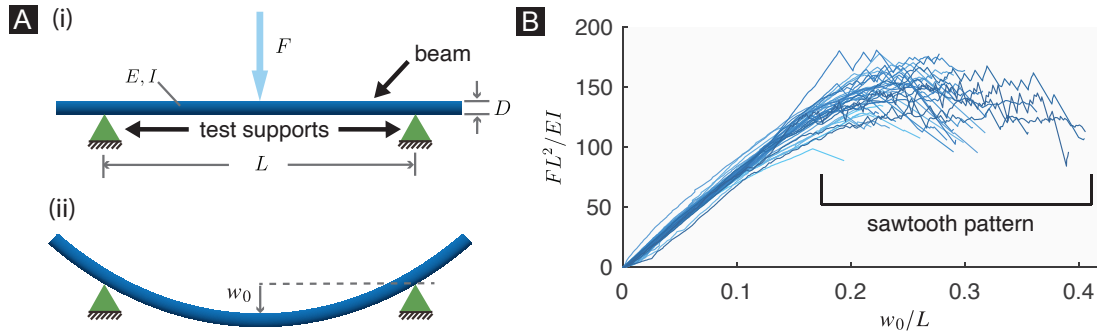 A
(i)
F
beam
E, I
D
test supports
L
(ii)
w₀
B
FL²/EI
200
150
100
50
0
sawtooth pattern
0 0.1 0.2 0.3 0.4
w₀/L